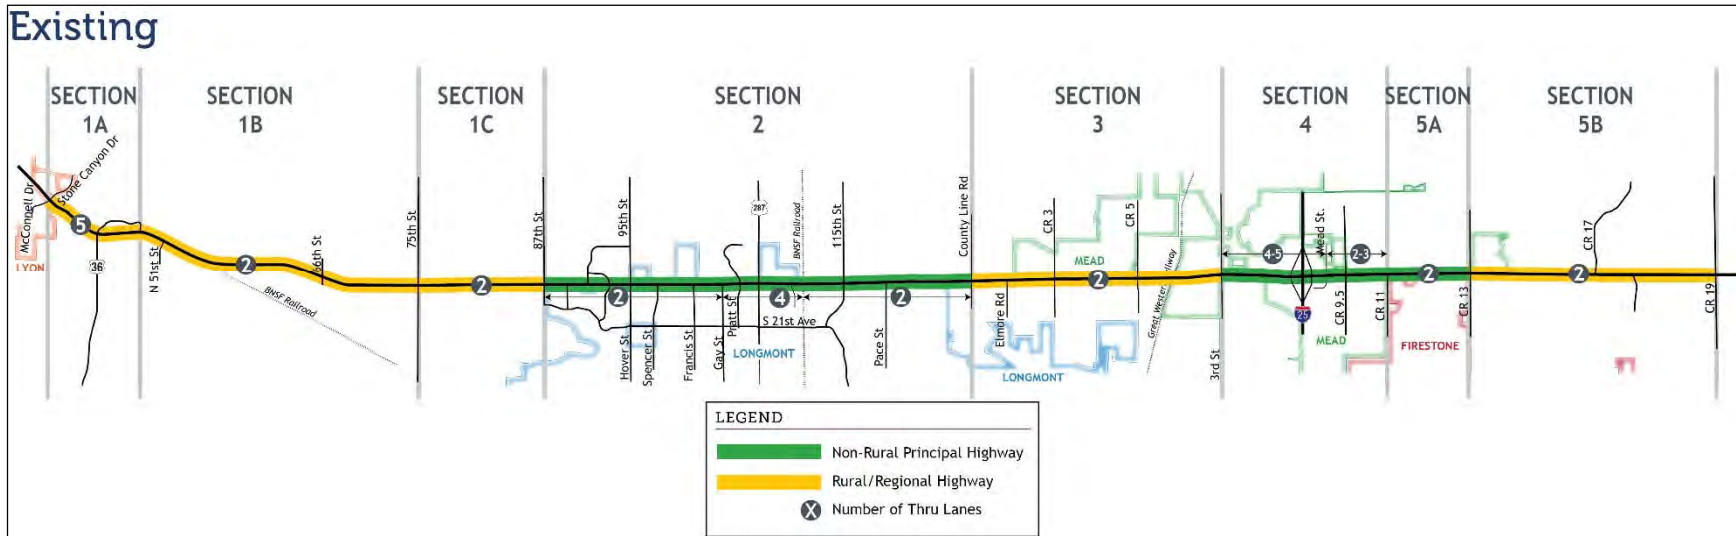 Existing
SECTION
1A
SECTION
1B
SECTION
1C
SECTION
2
SECTION
3
SECTION
4
SECTION
5A
SECTION
5B
McConnell Dr
Stone Canyon Dr
LYON
5
36
N 51st St
2
66th St
BNSF Railroad
75th St
2
87th St
95th St
287
BNSF Railroad
115th St
County Line Rd
2
4
2
Hover St
Spencer St
Francis St
Gay St
Pratt St
S 21st Ave
LONGMONT
Pace St
CR 3
CR 5
MEAD
2
Elmore Rd
LONGMONT
3rd St
4-5
Mead St.
2-3
25
CR 9.5
MEAD
CR 11
2
FIRESTONE
CR 13
CR 17
2
CR 19
LEGEND
Non-Rural Principal Highway
Rural/Regional Highway
X Number of Thru Lanes